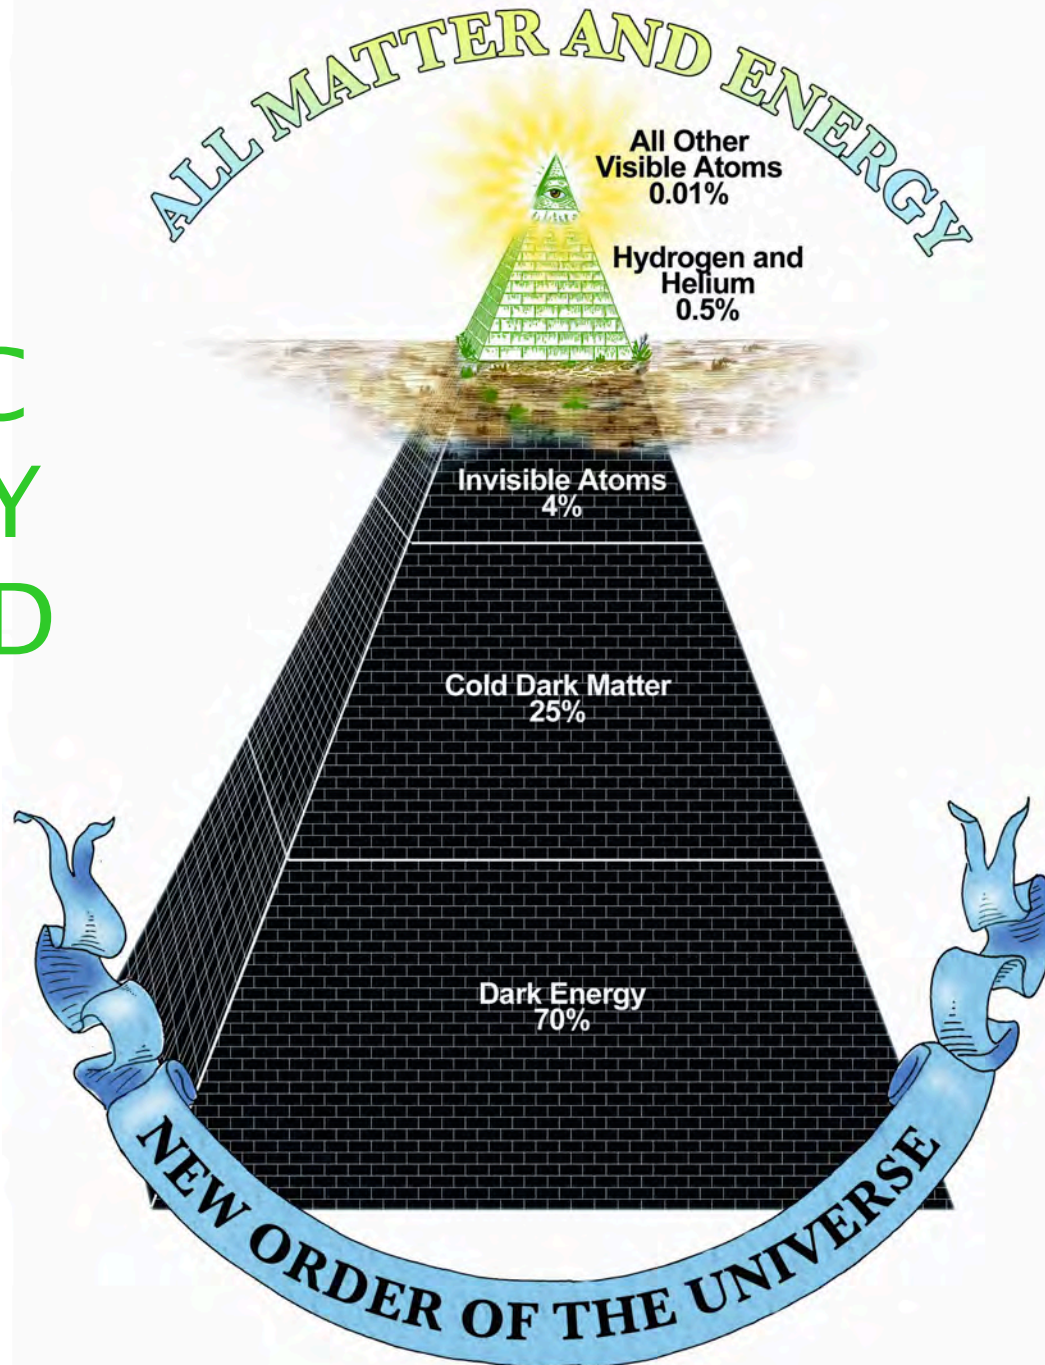 ALL MATTER AND ENERGY
All Other
Visible Atoms
0.01%
Hydrogen and
Helium
0.5%
C
Y
D
Invisible Atoms
4%
Cold Dark Matter
25%
Dark Energy
70%
NEW ORDER OF THE UNIVERSE